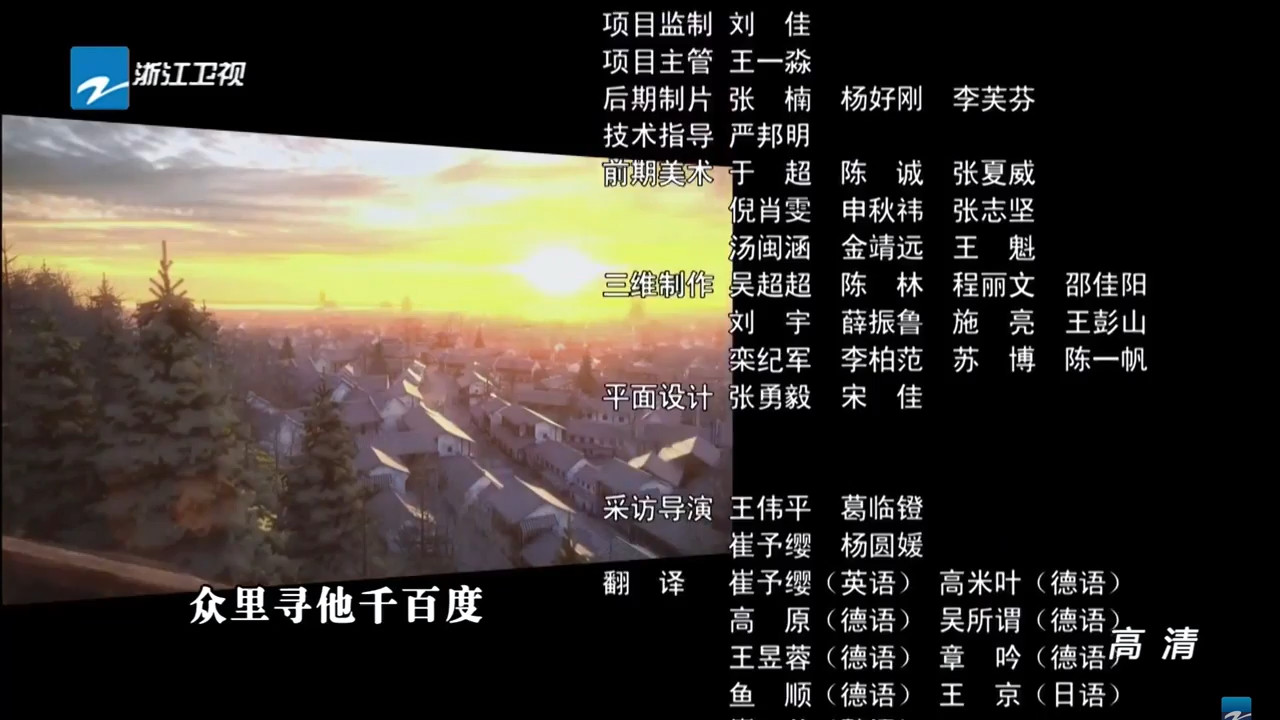 项目监制 刘 佳
浙江卫视
项目主管 王一淼
后期制片 张 楠 杨好刚 李芙芬
技术指导 严邦明
前期美术 于 超 陈 诚 张夏威
倪肖雯 申秋祎 张志坚
汤闽涵 金靖远 王 魁
三维制作 吴超超 陈 林 程丽文 邵佳阳
刘 宇 薛振鲁 施 亮 王彭山
栾纪军 李柏范 苏 博 陈一帆
平面设计 张勇毅 宋 佳
采访导演 王伟平 葛临镫
崔予缨 杨圆媛
翻 译 崔予缨（英语） 高米叶（德语）
众里寻他千百度
高 原（德语） 吴所谓（德语）
高 清
王昱蓉（德语） 章 吟（德语）
鱼 顺（德语） 王 京（日语）